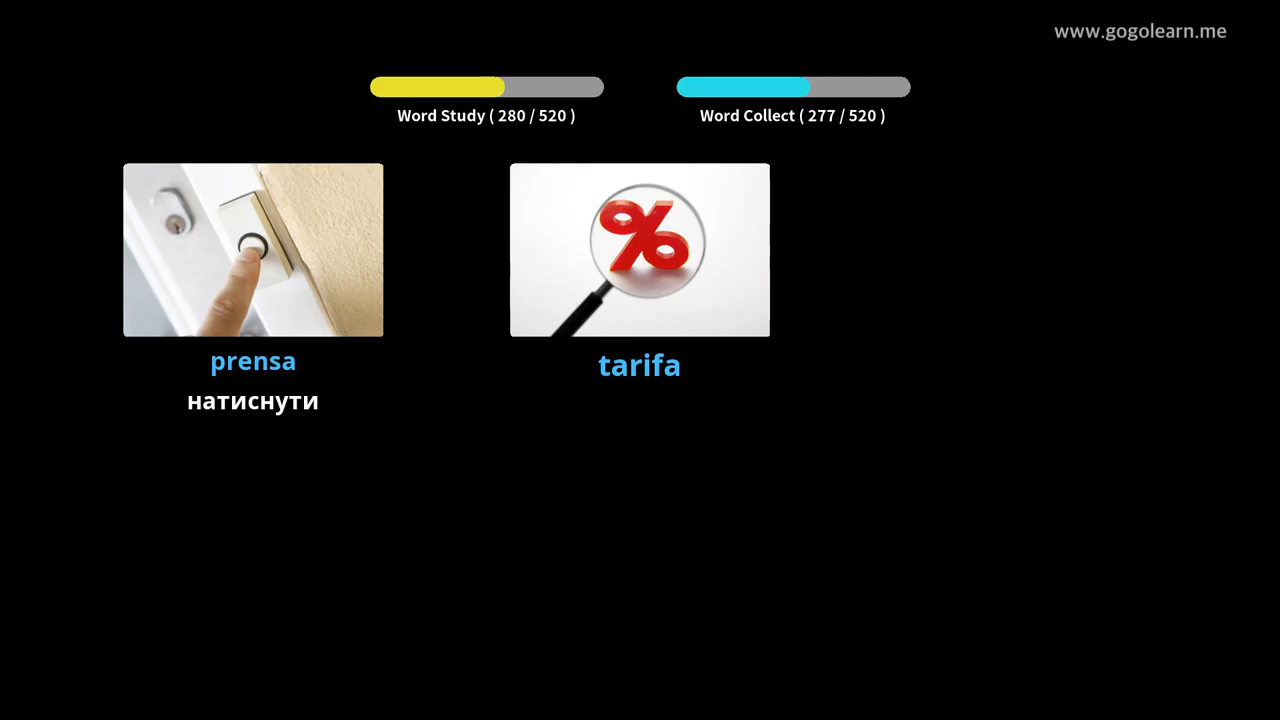 www.gogolearn.me
Word Study ( 280 / 520 )
Word Collect ( 277 / 520 )
prensa
натиснути
tarifa